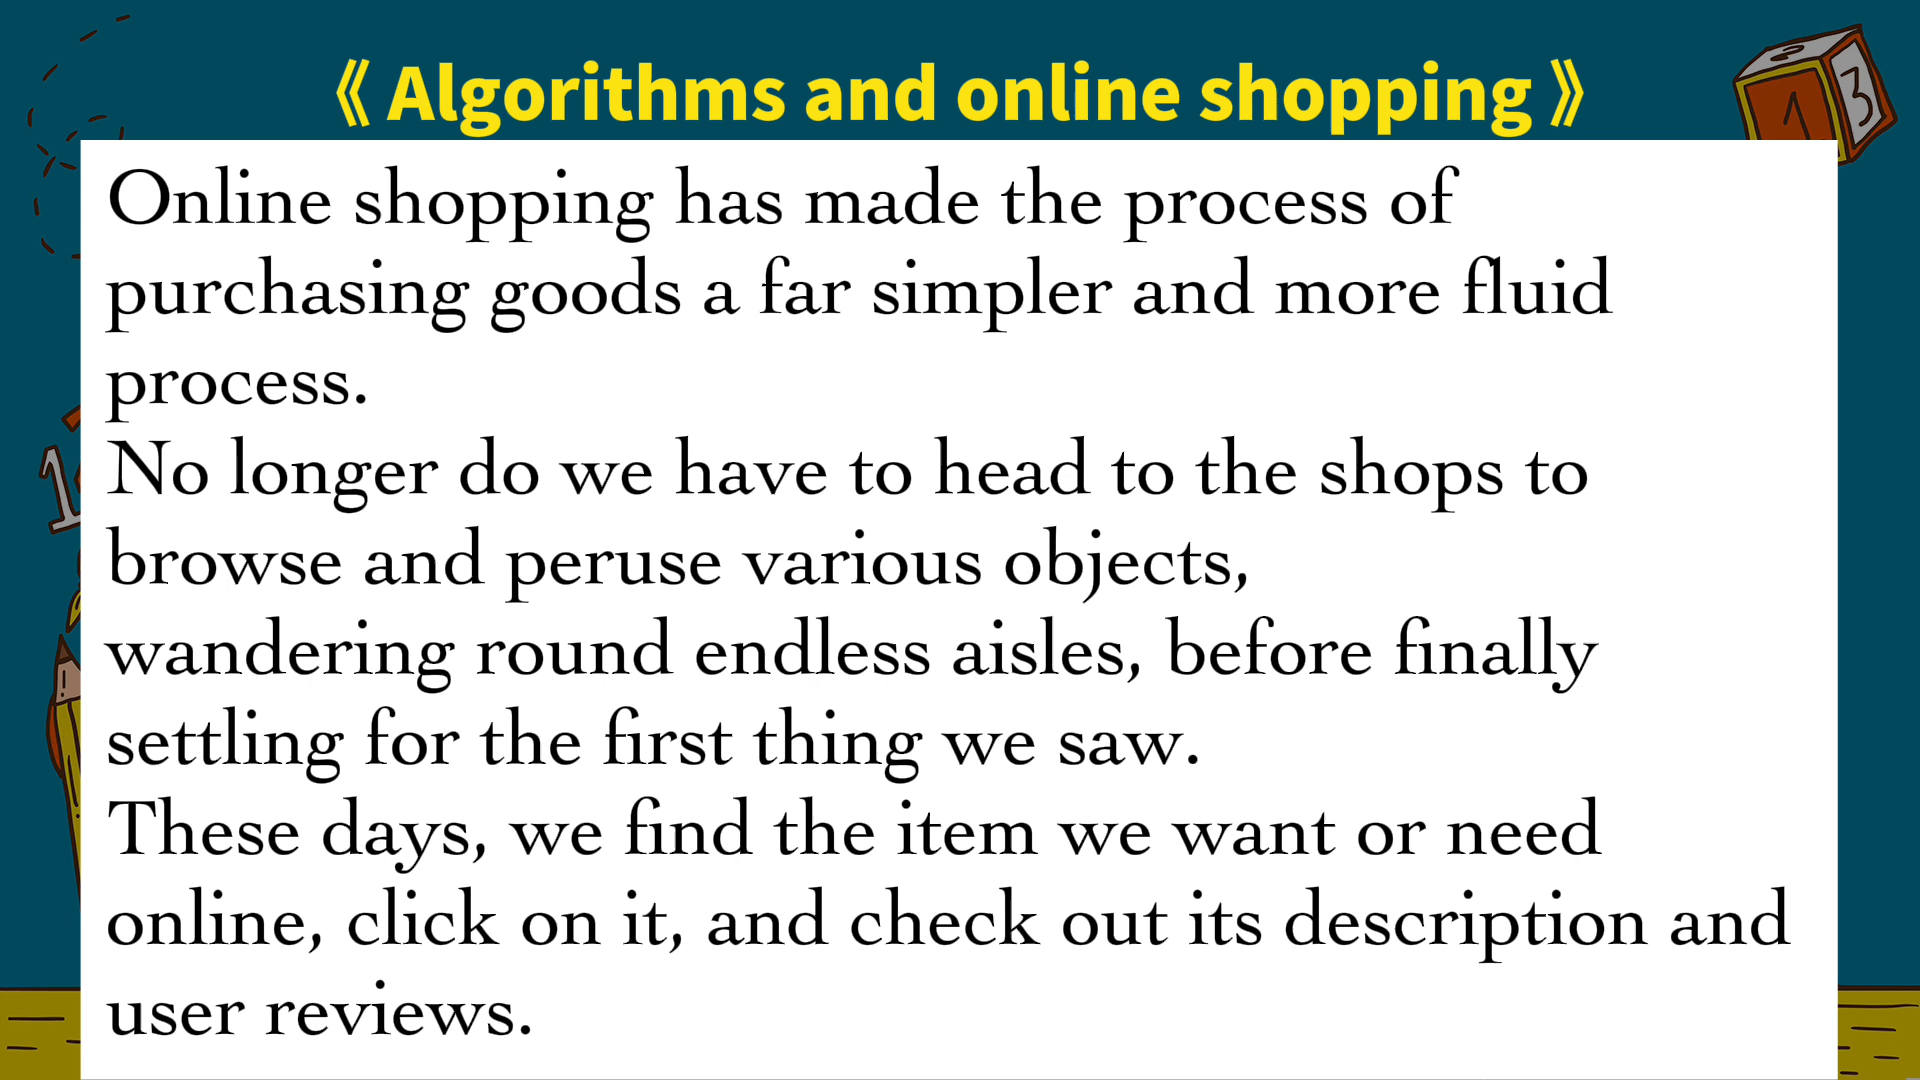 《 Algorithms and online shopping 》
1 3
Online shopping has made the process of
purchasing goods a far simpler and more fluid
process.
No longer do we have to head to the shops to
browse and peruse various objects,
wandering round endless aisles, before finally
settling for the first thing we saw.
These days, we find the item we want or need
online, click on it, and check out its description and
user reviews.
1